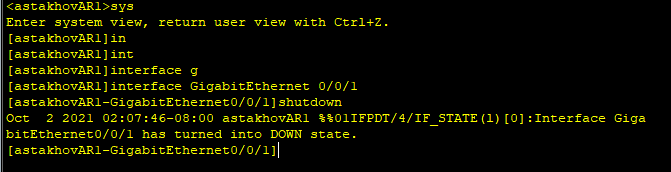 <astakhovAR1>sys
Enter system view, return user view with Ctrl+Z.
[astakhovAR1]in
[astakhovAR1]int
[astakhovAR1]interface g
[astakhovAR1]interface GigabitEthernet 0/0/1
[astakhovAR1-GigabitEthernet0/0/1]shutdown
Oct  2 2021 02:07:46-08:00 astakhovAR1 %%01IFPDT/4/IF_STATE(l)[0]:Interface Giga
bitEthernet0/0/1 has turned into DOWN state.
[astakhovAR1-GigabitEthernet0/0/1]